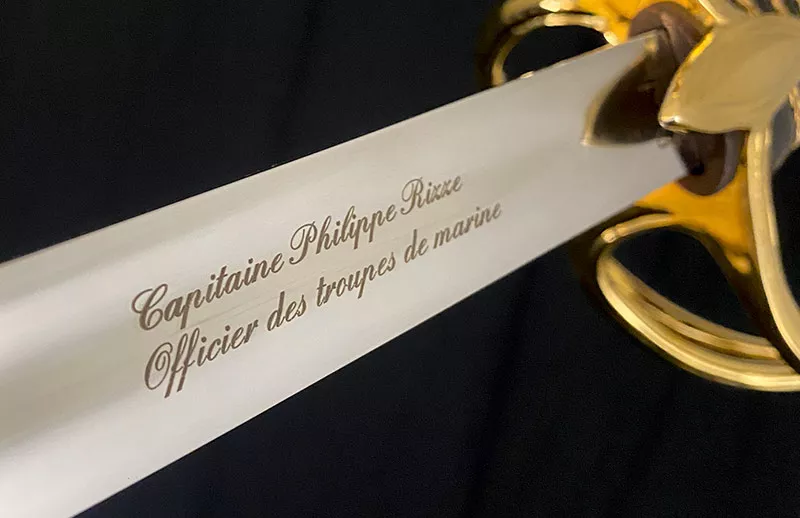 Capitaine Philippe Rizze
Officier des troupes de marine